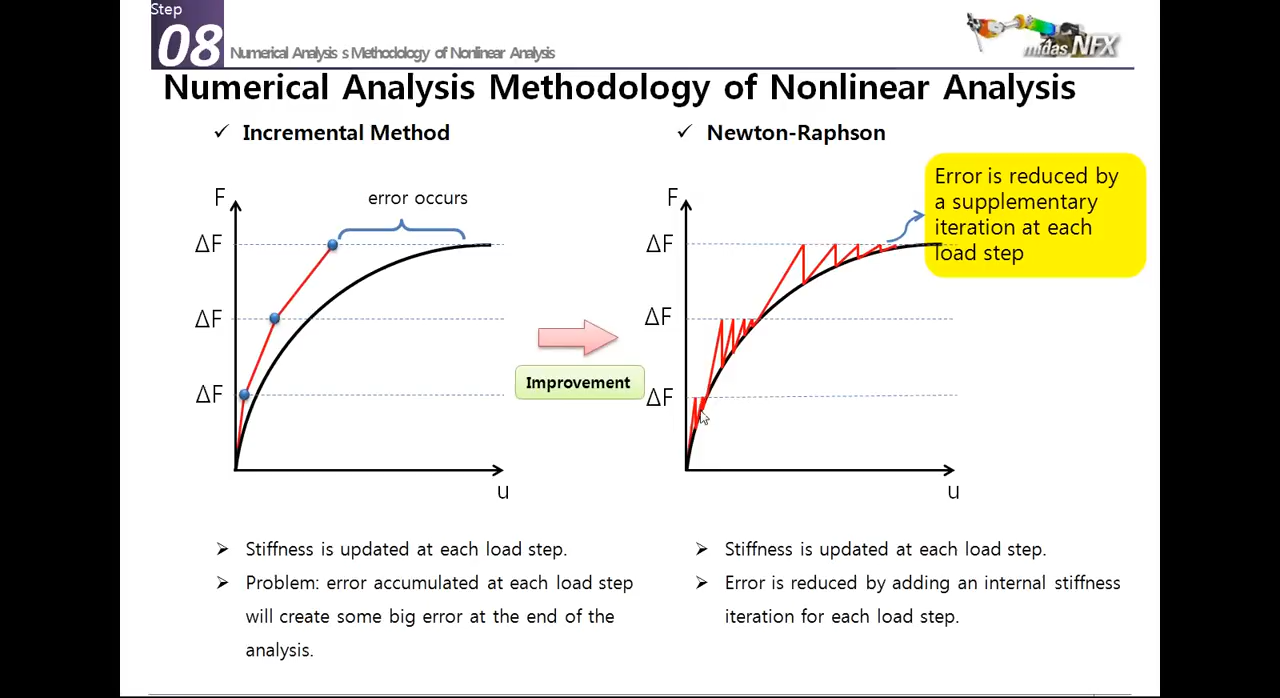 Step
08
Numerical Analysis s Methodology of Nonlinear Analysis
midas NFX
Numerical Analysis Methodology of Nonlinear Analysis
✓ Incremental Method
F
error occurs
ΔF
ΔF
ΔF
u
➢ Stiffness is updated at each load step.
➢ Problem: error accumulated at each load step
will create some big error at the end of the
analysis.
Improvement
✓ Newton-Raphson
Error is reduced by
a supplementary
iteration at each
load step
F
ΔF
ΔF
ΔF
u
➢ Stiffness is updated at each load step.
➢ Error is reduced by adding an internal stiffness
iteration for each load step.